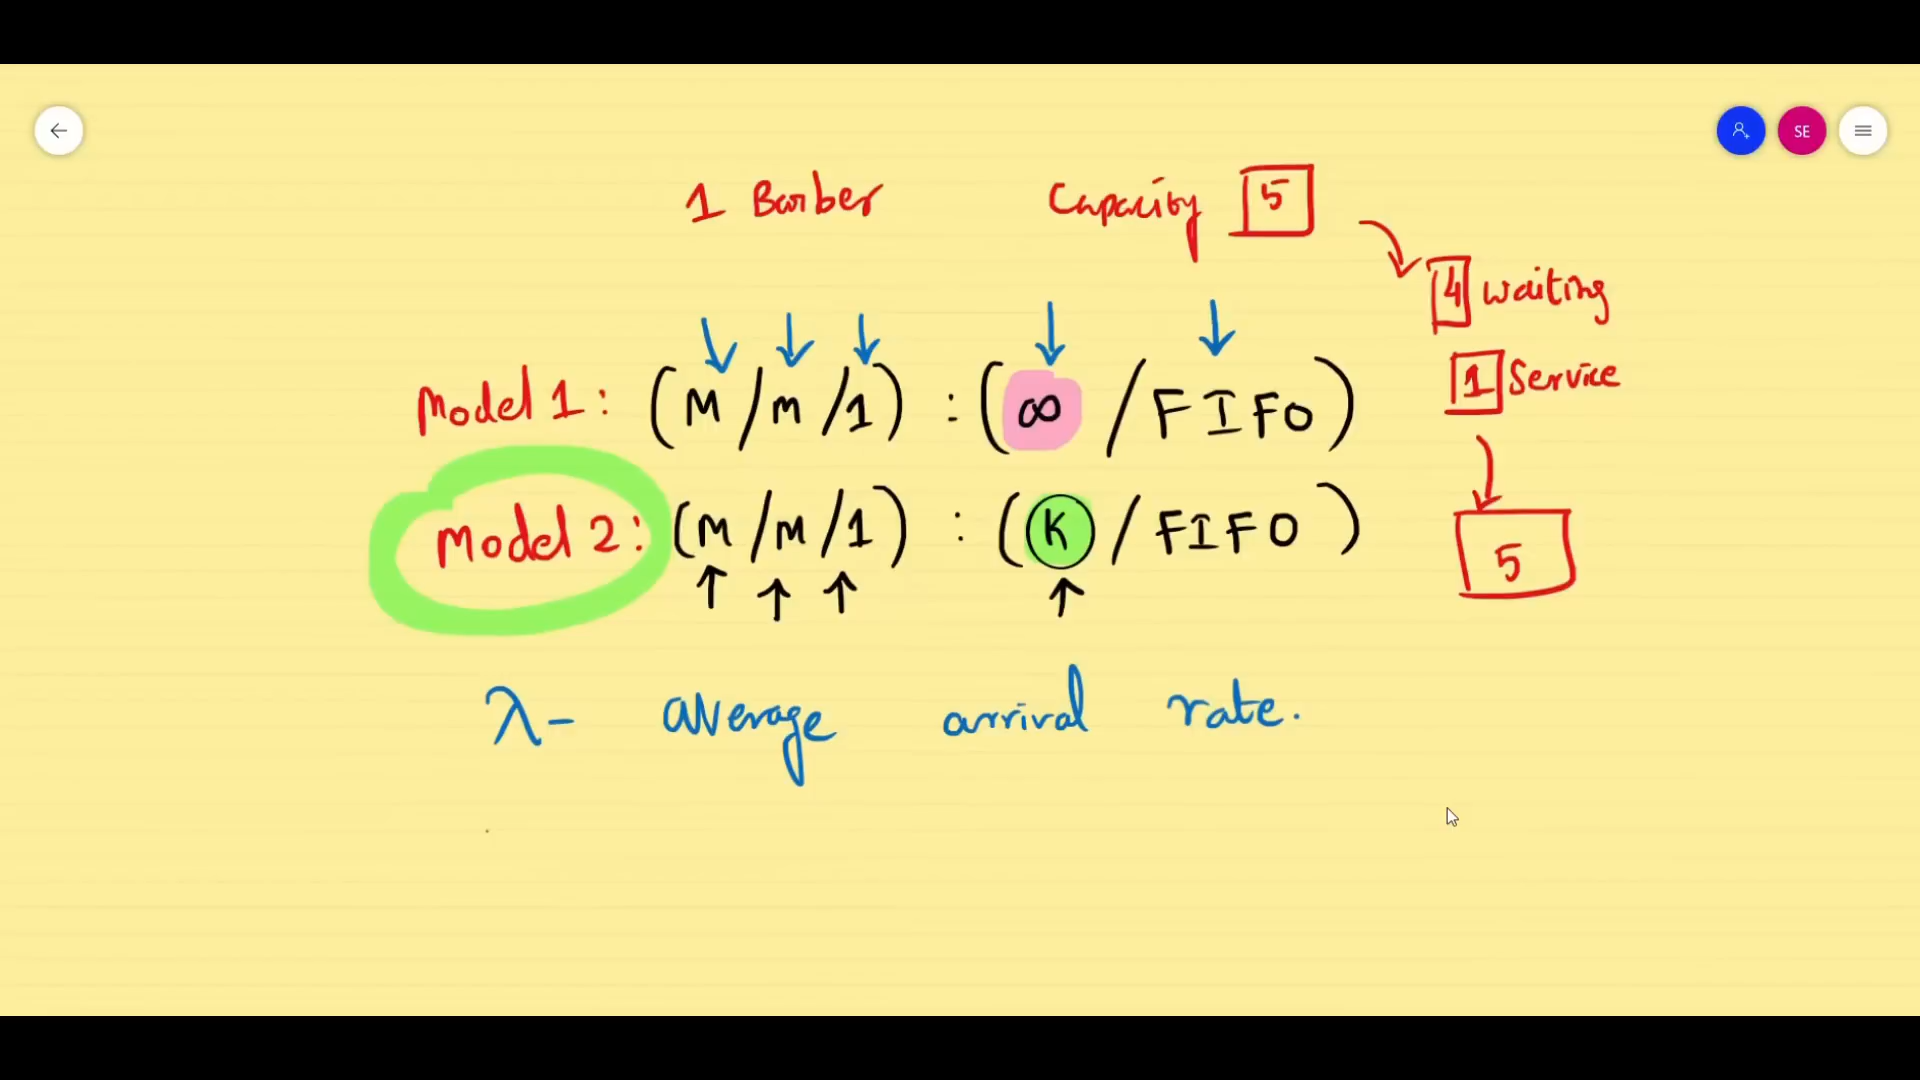 SE
1 Barber Capacity 5
4 waiting
1 Service
Model 1: (M/M/1) : (∞/FIFO)
Model 2: (M/M/1) : (K/FIFO)
5
λ- average arrival rate.